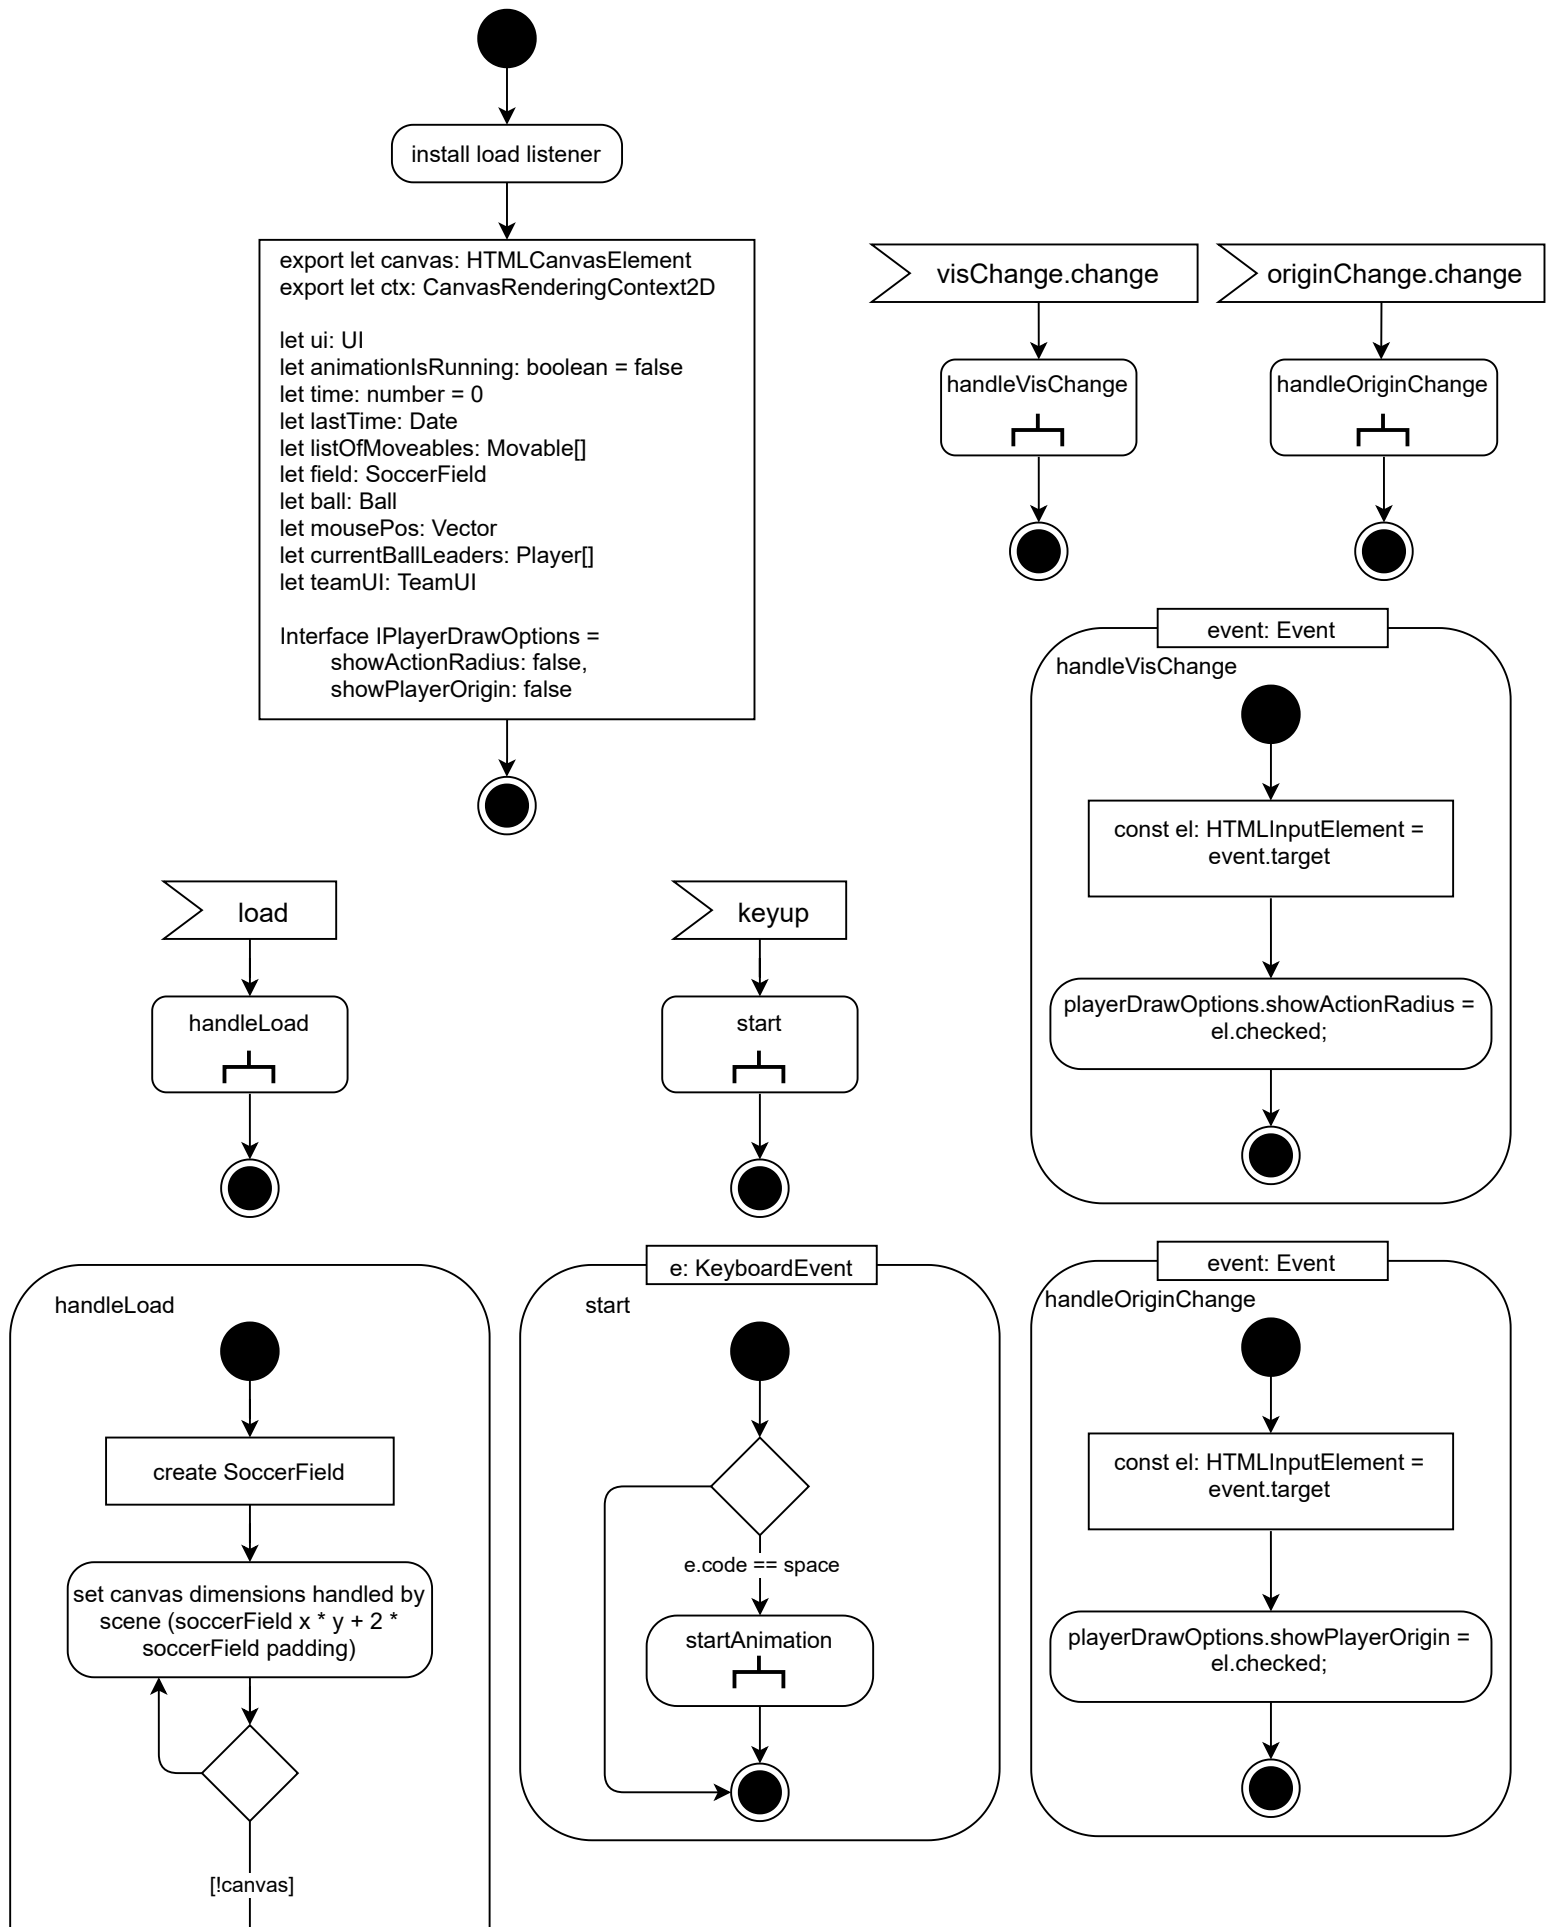 install load listener
export let canvas: HTMLCanvasElement
export let ctx: CanvasRenderingContext2D
let ui: UI
let animationIsRunning: boolean = false
let time: number = 0
let lastTime: Date
let listOfMoveables: Movable[]
let field: SoccerField
let ball: Ball
let mousePos: Vector
let currentBallLeaders: Player[]
let teamUI: TeamUI
Interface IPlayerDrawOptions =
showActionRadius: false,
showPlayerOrigin: false
visChange.change
handleVisChange
originChange.change
handleOriginChange
event: Event
handleVisChange
const el: HTMLInputElement =
event.target
playerDrawOptions.showActionRadius =
el.checked;
load
handleLoad
keyup
start
handleLoad
create SoccerField
set canvas dimensions handled by
scene (soccerField x * y + 2 *
soccerField padding)
[!canvas]
e: KeyboardEvent
start
e.code == space
startAnimation
event: Event
handleOriginChange
const el: HTMLInputElement =
event.target
playerDrawOptions.showPlayerOrigin =
el.checked;